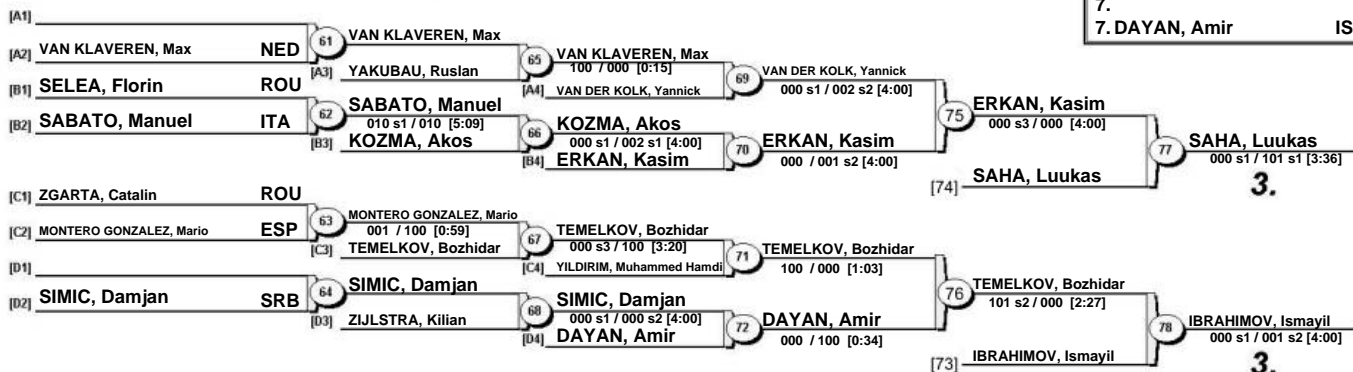 7.
7. DAYAN, Amir IS
[A1]
[A2] VAN KLAVEREN, Max NED
61
VAN KLAVEREN, Max
[A3] YAKUBAU, Ruslan
65
VAN KLAVEREN, Max
100 / 000 [0:15]
[A4] VAN DER KOLK, Yannick
69
VAN DER KOLK, Yannick
000 s1 / 002 s2 [4:00]
[B1] SELEA, Florin ROU
[B2] SABATO, Manuel ITA
62
SABATO, Manuel
010 s1 / 010 [5:09]
[B3] KOZMA, Akos
66
KOZMA, Akos
000 s1 / 002 s1 [4:00]
[B4] ERKAN, Kasim
70
ERKAN, Kasim
000 / 001 s2 [4:00]
75
ERKAN, Kasim
000 s3 / 000 [4:00]
[74] SAHA, Luukas
77
SAHA, Luukas
000 s1 / 101 s1 [3:36]
3.
[C1] ZGARTA, Catalin ROU
[C2] MONTERO GONZALEZ, Mario ESP
63
MONTERO GONZALEZ, Mario
001 / 100 [0:59]
[C3] TEMELKOV, Bozhidar
67
TEMELKOV, Bozhidar
000 s3 / 100 [3:20]
[C4] YILDIRIM, Muhammed Hamdi
71
TEMELKOV, Bozhidar
100 / 000 [1:03]
[D1]
[D2] SIMIC, Damjan SRB
64
SIMIC, Damjan
[D3] ZIJLSTRA, Kilian
68
SIMIC, Damjan
000 s1 / 000 s2 [4:00]
[D4] DAYAN, Amir
72
DAYAN, Amir
000 / 100 [0:34]
76
TEMELKOV, Bozhidar
101 s2 / 000 [2:27]
[73] IBRAHIMOV, Ismayil
78
IBRAHIMOV, Ismayil
000 s1 / 001 s2 [4:00]
3.